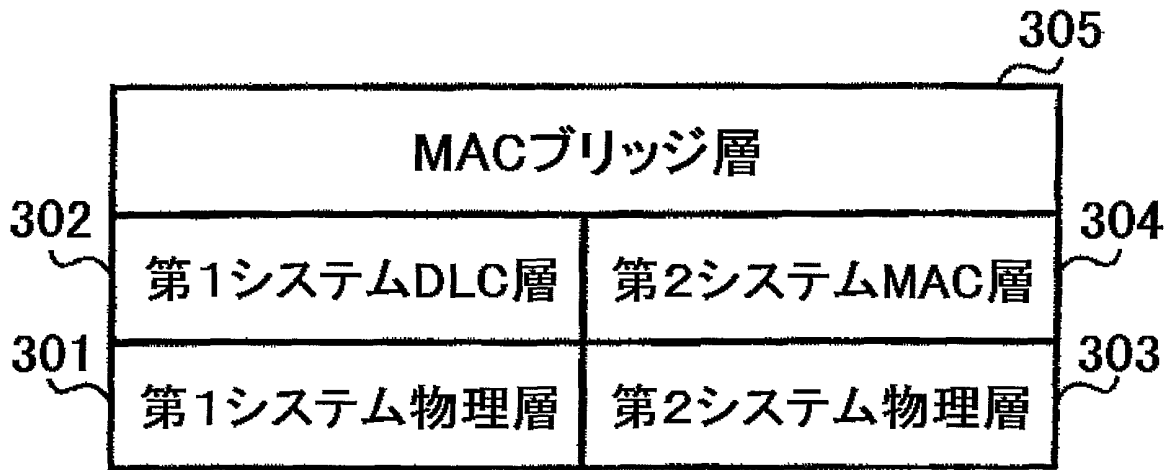 305
MACブリッジ層
302
304
第1システムDLC層
第2システムMAC層
301
303
第1システム物理層
第2システム物理層